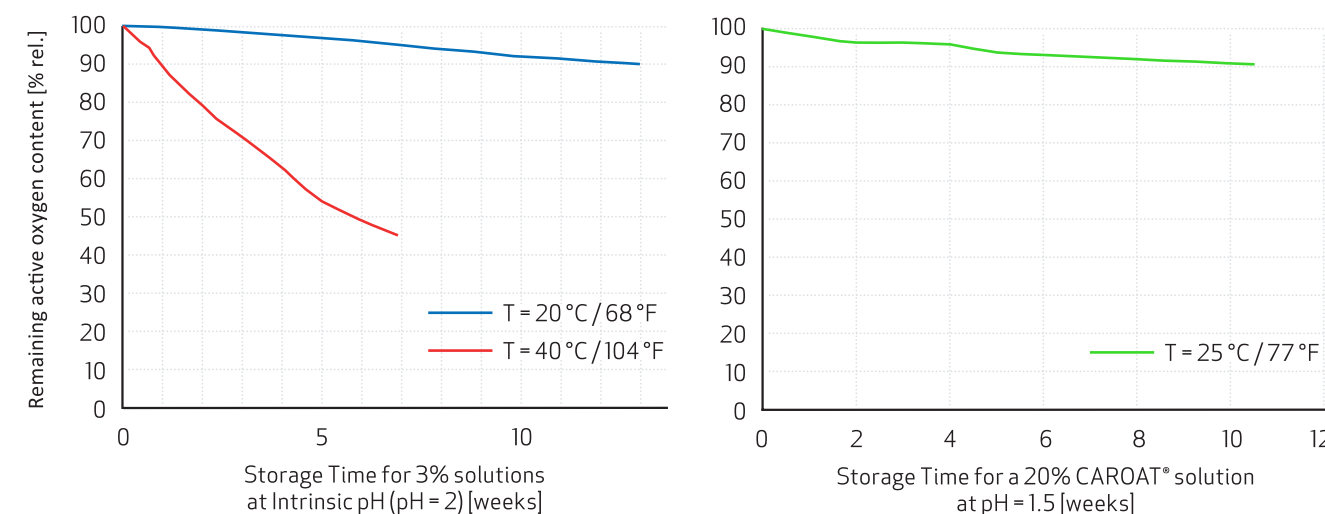 Remaining active oxygen content [% rel.]
100
90
80
70
60
50
40
30
20
10
0
0 5 10
T = 20 °C / 68 °F
T = 40 °C / 104 °F
Storage Time for 3% solutions
at Intrinsic pH (pH = 2) [weeks]
100
90
80
70
60
50
40
30
20
10
0
0 2 4 6 8 10 12
T = 25 °C / 77 °F
Storage Time for a 20% CAROAT® solution
at pH = 1.5 [weeks]